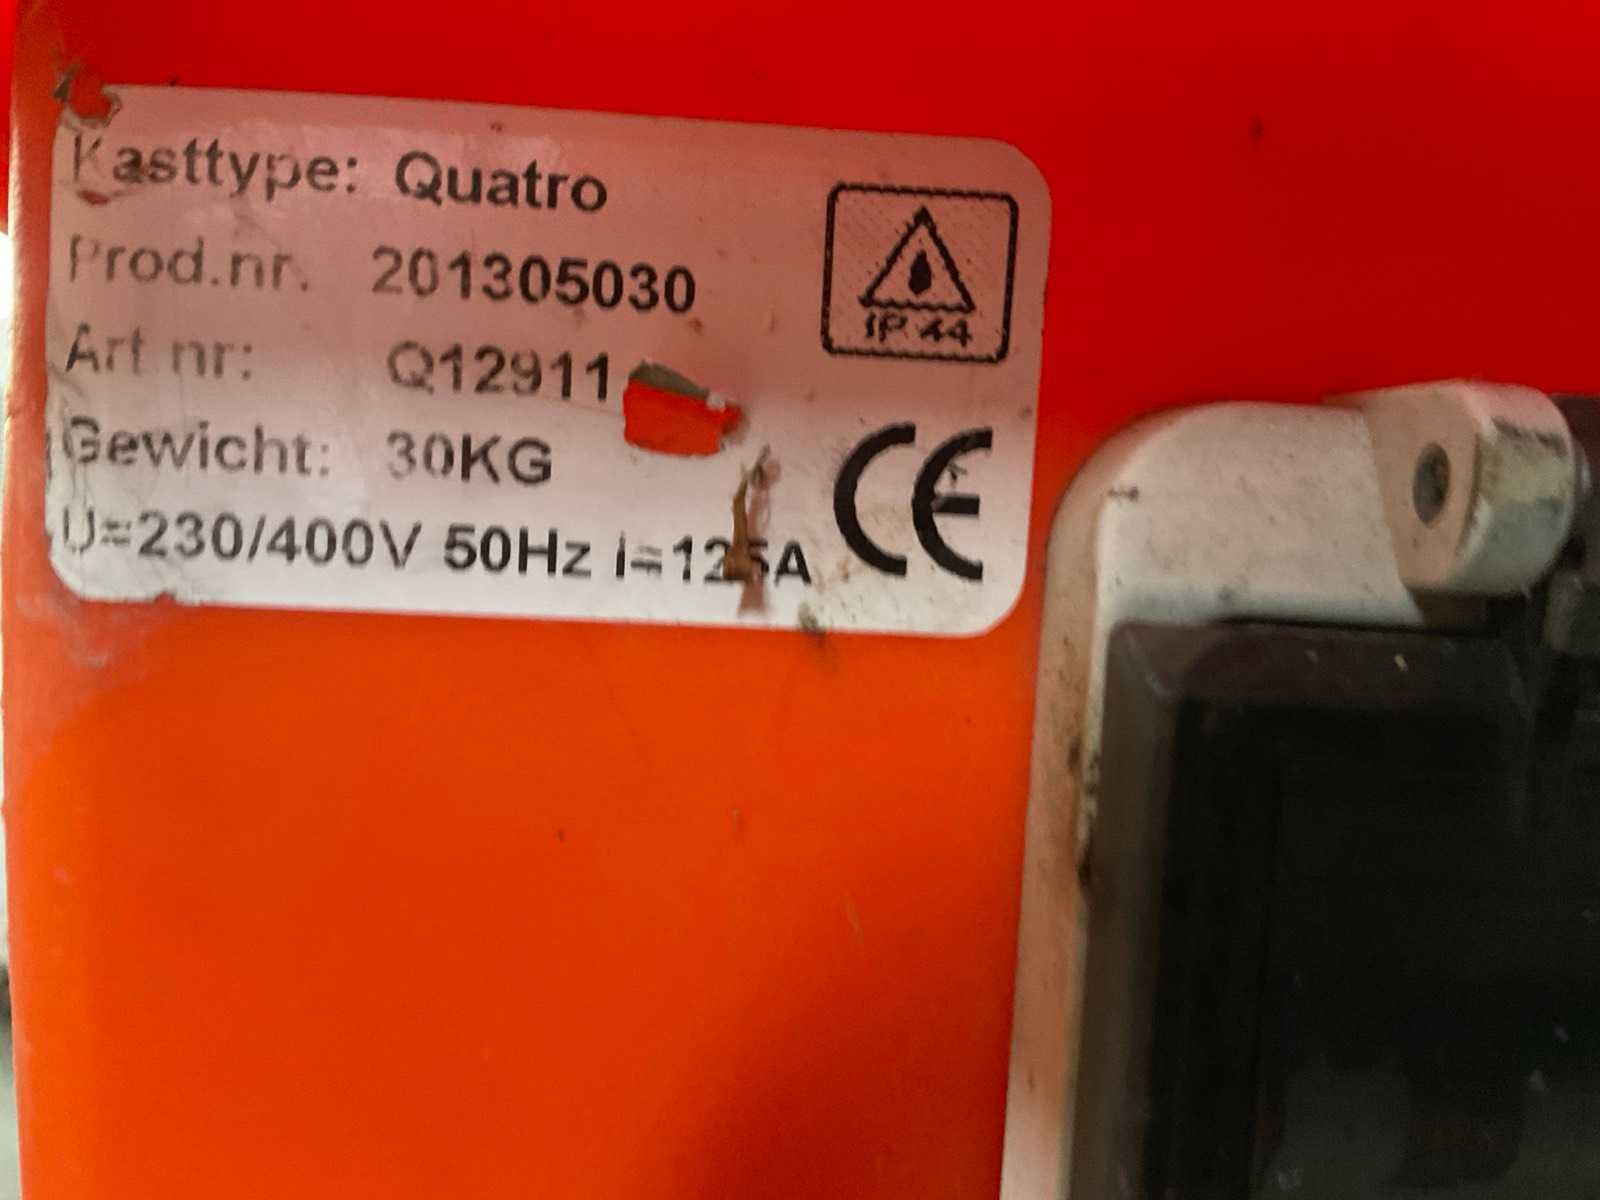 Kasttype: Quatro
Prod.nr. 201305030
Art nr: Q12911
Gewicht: 30KG
U=230/400V 50Hz I=125A
IP 44
CE